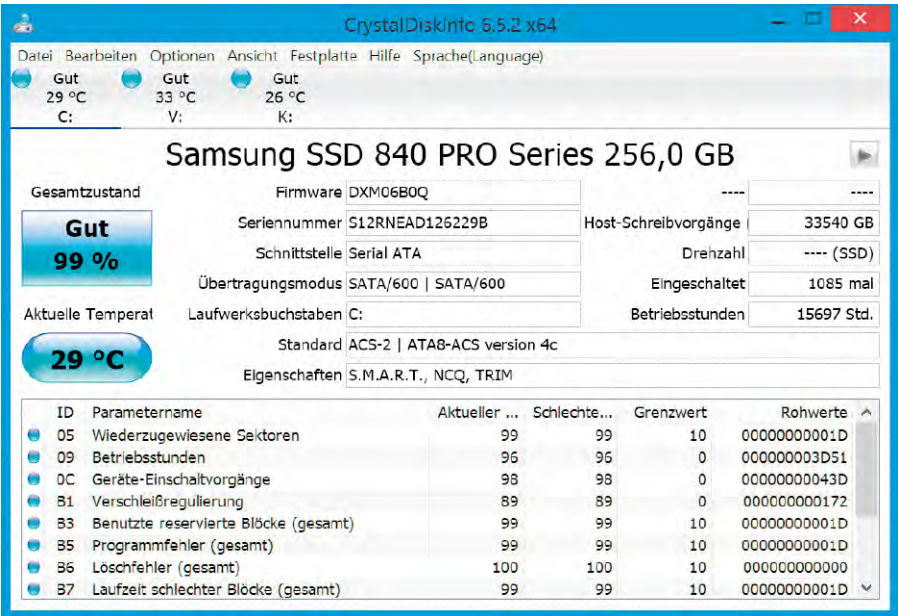 CrystalDiskInfo 6.5.2 x64
Datei Bearbeiten Optionen Ansicht Festplatte Hilfe Sprache(Language)
Gut Gut Gut
29 °C 33 °C 26 °C
C: V: K:
Samsung SSD 840 PRO Series 256,0 GB
Gesamtzustand Firmware DXM06B0Q ---- ----
Gut Seriennummer S12RNEAD126229B Host-Schreibvorgänge 33540 GB
99 % Schnittstelle Serial ATA Drehzahl ---- (SSD)
Übertragungsmodus SATA/600 | SATA/600 Eingeschaltet 1085 mal
Aktuelle Temperat Laufwerksbuchstaben C: Betriebsstunden 15697 Std.
29 °C Standard ACS-2 | ATA8-ACS version 4c
Eigenschaften S.M.A.R.T., NCQ, TRIM
ID Parametername Aktueller ... Schlechte... Grenzwert Rohwerte
05 Wiederzugewiesene Sektoren 99 99 10 00000000001D
09 Betriebsstunden 96 96 0 000000003D51
0C Geräte-Einschaltvorgänge 98 98 0 00000000043D
B1 Verschleißregulierung 89 89 0 000000000172
B3 Benutzte reservierte Blöcke (gesamt) 99 99 10 00000000001D
B5 Programmfehler (gesamt) 99 99 10 00000000001D
B6 Löschfehler (gesamt) 100 100 10 000000000000
B7 Laufzeit schlechter Blöcke (gesamt) 99 99 10 00000000001D